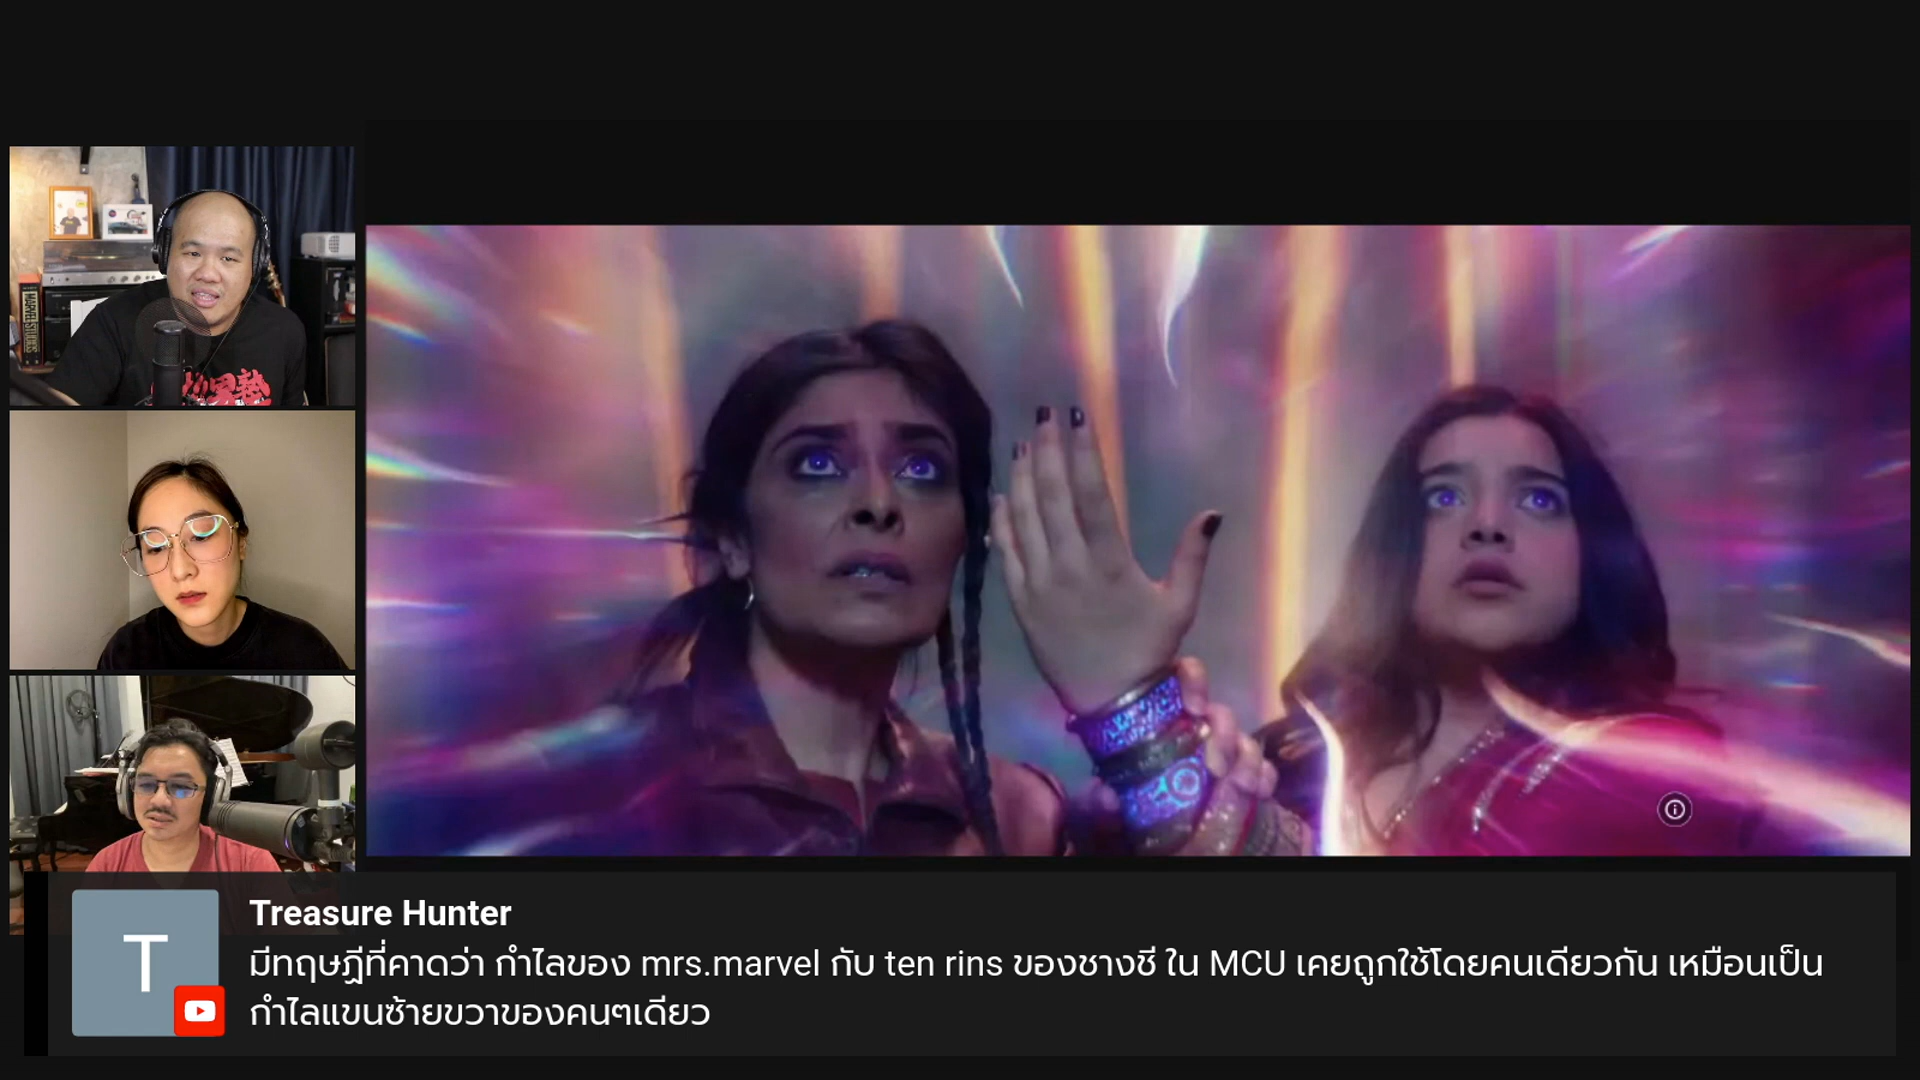 MARVEL STUDIOS
T
Treasure Hunter
มีทฤษฏีที่คาดว่า กำไลของ mrs.marvel กับ ten rins ของชางชี ใน MCU เคยถูกใช้โดยคนเดียวกัน เหมือนเป็น
กำไลแขนซ้ายขวาของคนๆเดียว